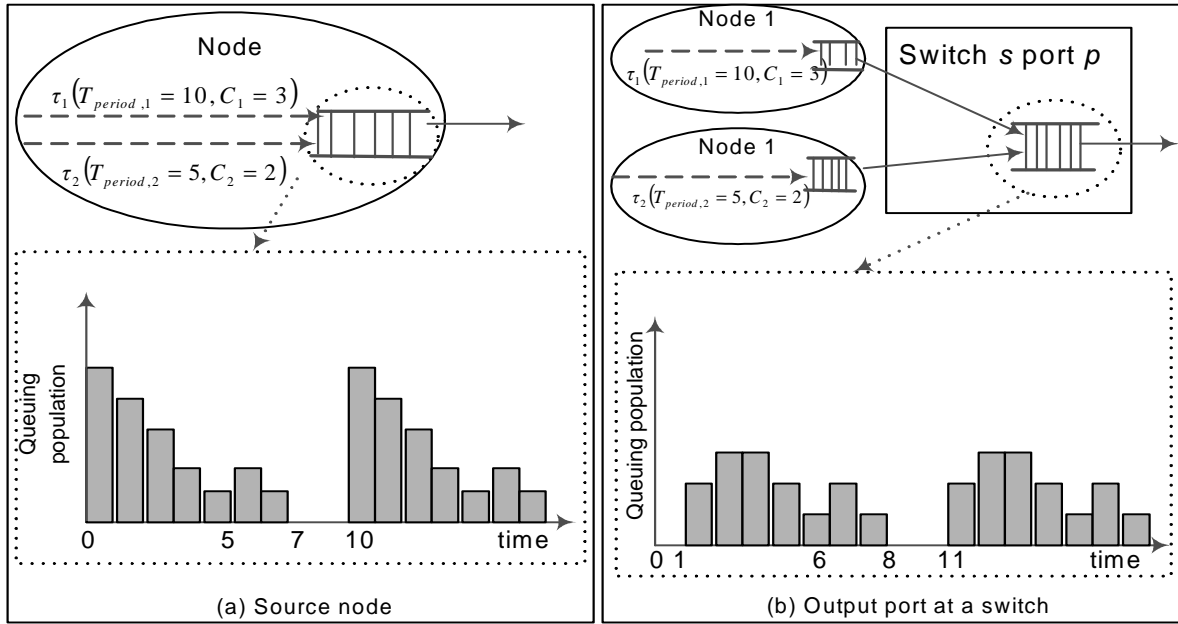 Node
τ1(Tperiod,1 = 10, C1 = 3)
τ2(Tperiod,2 = 5, C2 = 2)
Queuing
population
0 5 7 10 time
(a) Source node
Node 1
τ1(Tperiod,1 = 10, C1 = 3)
Node 1
τ2(Tperiod,2 = 5, C2 = 2)
Switch s port p
Queuing population
0 1 6 8 11 time
(b) Output port at a switch